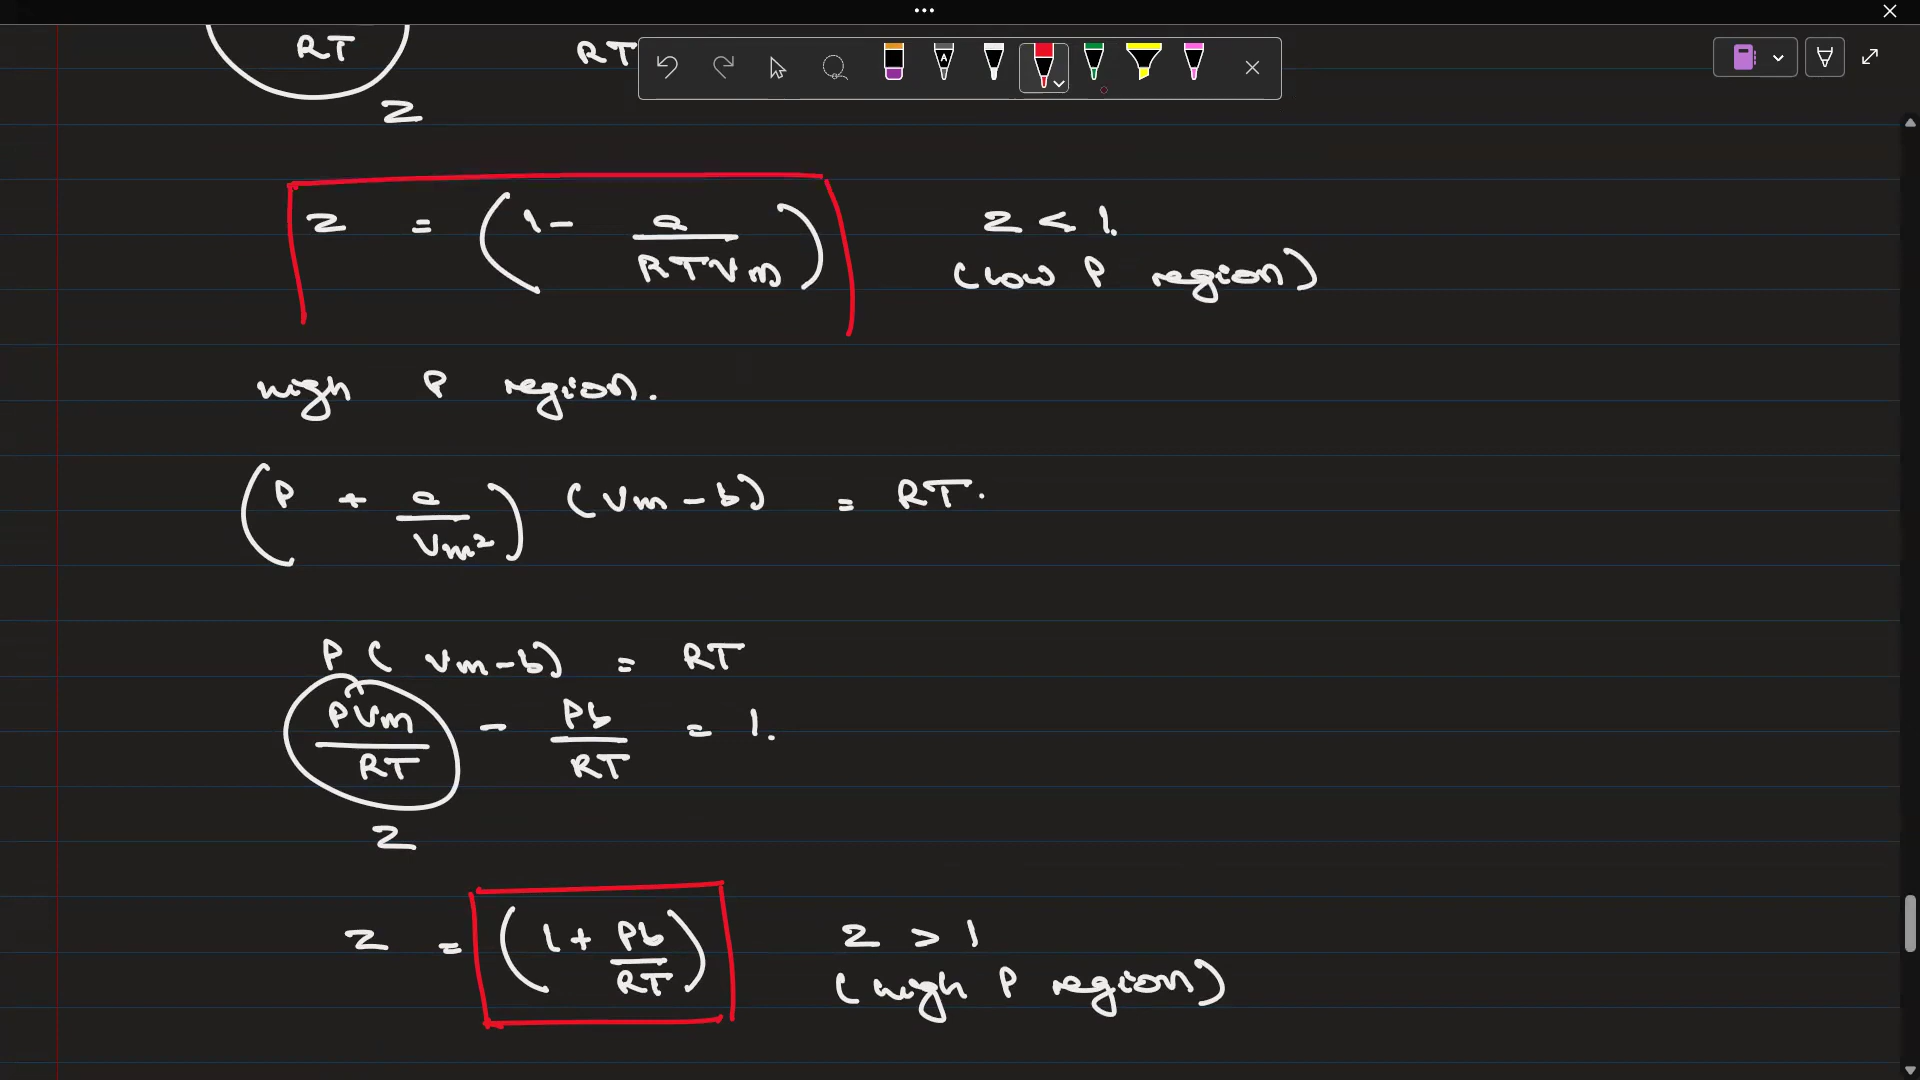 RT RT
Z
Z = (1 - a/RTVm) Z < 1.
(low P region)
high P region.
(P + a/Vm²) (Vm - b) = RT.
P(Vm-b) = RT
PVm/RT - Pb/RT = 1.
Z
Z = (1 + Pb/RT) Z > 1
(high P region)